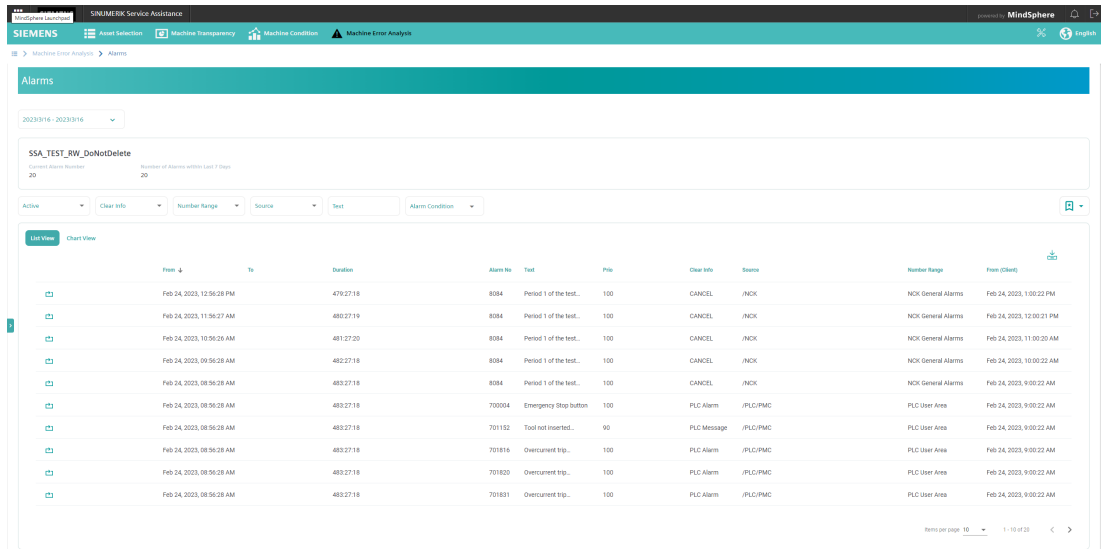 SINUMERIK Service Assistance
powered by MindSphere
MindSphere Launchpad
SIEMENS Asset Selection Machine Transparency Machine Condition Machine Error Analysis English
Machine Error Analysis > Alarms
Alarms
2023/3/16 - 2023/3/16
SSA_TEST_RW_DoNotDelete
Current Alarm Number Number of Alarms within Last 7 Days
20 20
Active Clear Info Number Range Source Text Alarm Condition
List View Chart View
From To Duration Alarm No Text Prio Clear Info Source Number Range From (Client)
Feb 24, 2023, 12:56:28 PM 479:27:18 8084 Period 1 of the test... 100 CANCEL /NCK NCK General Alarms Feb 24, 2023, 1:00:22 PM
Feb 24, 2023, 11:56:27 AM 480:27:19 8084 Period 1 of the test... 100 CANCEL /NCK NCK General Alarms Feb 24, 2023, 12:00:21 PM
Feb 24, 2023, 10:56:26 AM 481:27:20 8084 Period 1 of the test... 100 CANCEL /NCK NCK General Alarms Feb 24, 2023, 11:00:20 AM
Feb 24, 2023, 09:56:28 AM 482:27:18 8084 Period 1 of the test... 100 CANCEL /NCK NCK General Alarms Feb 24, 2023, 10:00:22 AM
Feb 24, 2023, 08:56:28 AM 483:27:18 8084 Period 1 of the test... 100 CANCEL /NCK NCK General Alarms Feb 24, 2023, 9:00:22 AM
Feb 24, 2023, 08:56:28 AM 483:27:18 700004 Emergency Stop button 100 PLC Alarm /PLC/PMC PLC User Area Feb 24, 2023, 9:00:22 AM
Feb 24, 2023, 08:56:28 AM 483:27:18 701152 Tool not inserted... 90 PLC Message /PLC/PMC PLC User Area Feb 24, 2023, 9:00:22 AM
Feb 24, 2023, 08:56:28 AM 483:27:18 701816 Overcurrent trip... 100 PLC Alarm /PLC/PMC PLC User Area Feb 24, 2023, 9:00:22 AM
Feb 24, 2023, 08:56:28 AM 483:27:18 701820 Overcurrent trip... 100 PLC Alarm /PLC/PMC PLC User Area Feb 24, 2023, 9:00:22 AM
Feb 24, 2023, 08:56:28 AM 483:27:18 701831 Overcurrent trip... 100 PLC Alarm /PLC/PMC PLC User Area Feb 24, 2023, 9:00:22 AM
Items per page 10 1 - 10 of 20